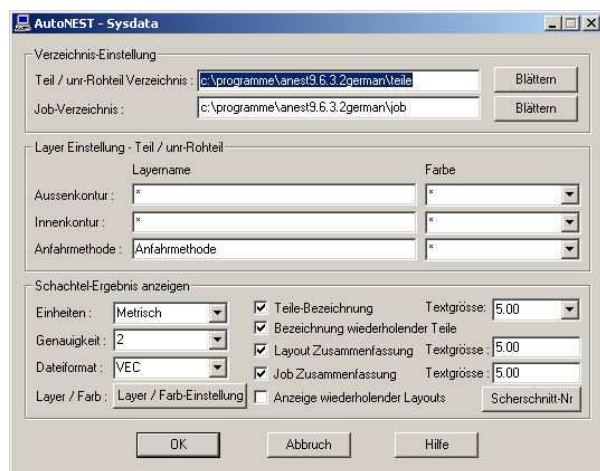 AutoNEST - Sysdata
Verzeichnis-Einstellung
Teil / unr-Rohteil Verzeichnis : c:\programme\anest9.6.3.2german\teile Blättern
Job-Verzeichnis : c:\programme\anest9.6.3.2german\job Blättern
Layer Einstellung - Teil / unr-Rohteil
Layername Farbe
Aussenkontur : * *
Innenkontur : * *
Anfahrmethode : Anfahrmethode *
Schachtel-Ergebnis anzeigen
Einheiten : Metrisch Teile-Bezeichnung Textgrösse: 5.00
Bezeichnung wiederholender Teile
Genauigkeit : 2 Layout Zusammenfassung Textgrösse : 5.00
Dateiformat : VEC Job Zusammenfassung Textgrösse : 5.00
Layer / Farb : Layer / Farb-Einstellung Anzeige wiederholender Layouts Scherschnitt-Nr
OK Abbruch Hilfe